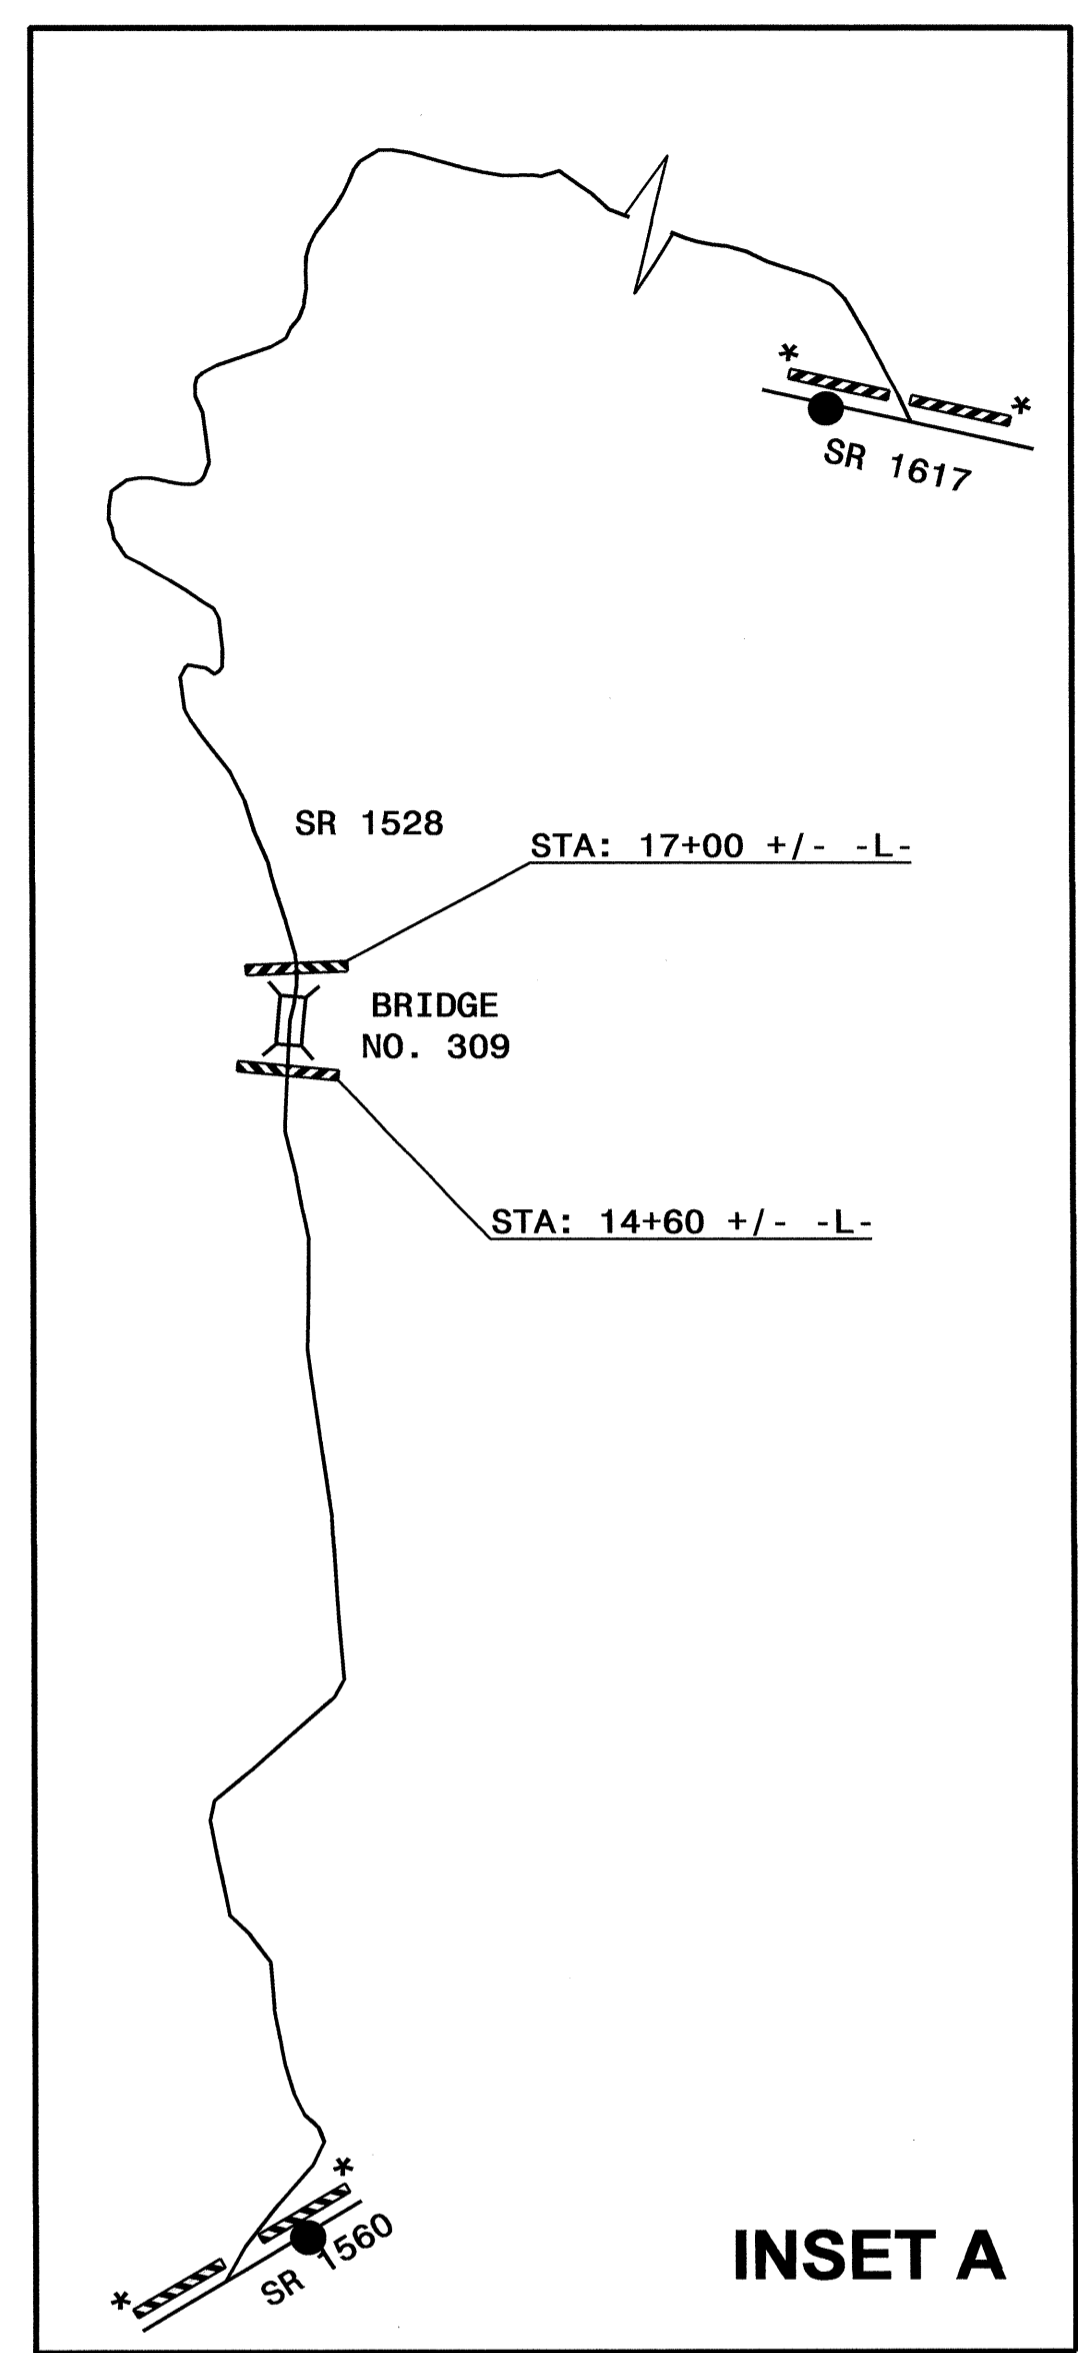 *
*
SR 1617
SR 1528
STA: 17+00 +/- -L-
BRIDGE
NO. 309
STA: 14+60 +/- -L-
*
*
SR 1560
INSET A